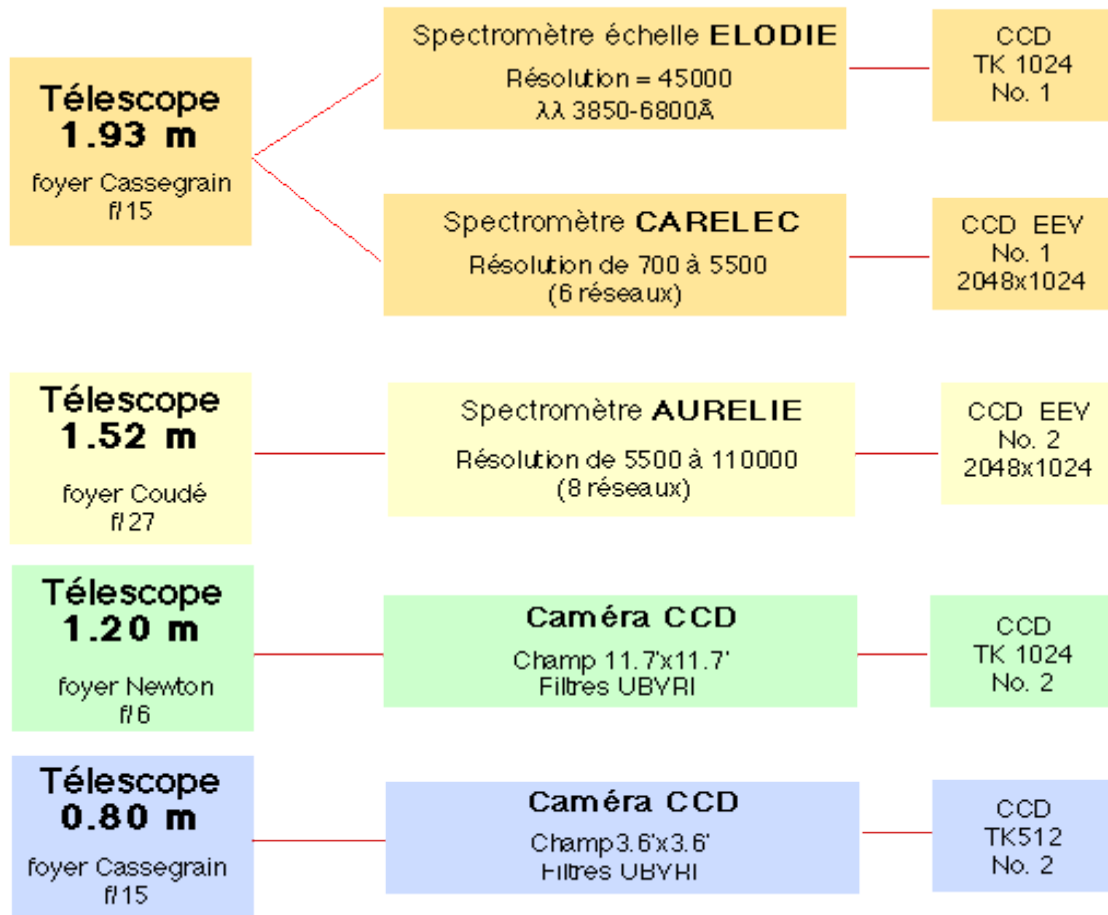 Télescope
1.93 m
foyer Cassegrain
f/15
Spectromètre échelle ELODIE
Résolution = 45000
λλ 3850-6800Å
CCD
TK 1024
No. 1
Spectromètre CARELEC
Résolution de 700 à 5500
(6 réseaux)
CCD EEV
No. 1
2048x1024
Télescope
1.52 m
foyer Coudé
f/27
Spectromètre AURELIE
Résolution de 5500 à 110000
(8 réseaux)
CCD EEV
No. 2
2048x1024
Télescope
1.20 m
foyer Newton
f/6
Caméra CCD
Champ 11.7'x11.7'
Filtres UBVRI
CCD
TK 1024
No. 2
Télescope
0.80 m
foyer Cassegrain
f/15
Caméra CCD
Champ3.6'x3.6'
Filtres UBVRI
CCD
TK512
No. 2